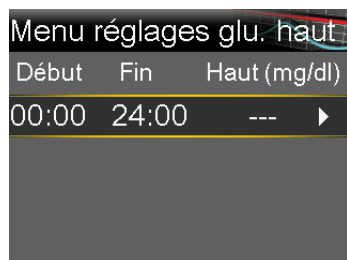 Menu réglages glu. haut
Début Fin Haut (mg/dl)
00:00 24:00 ---